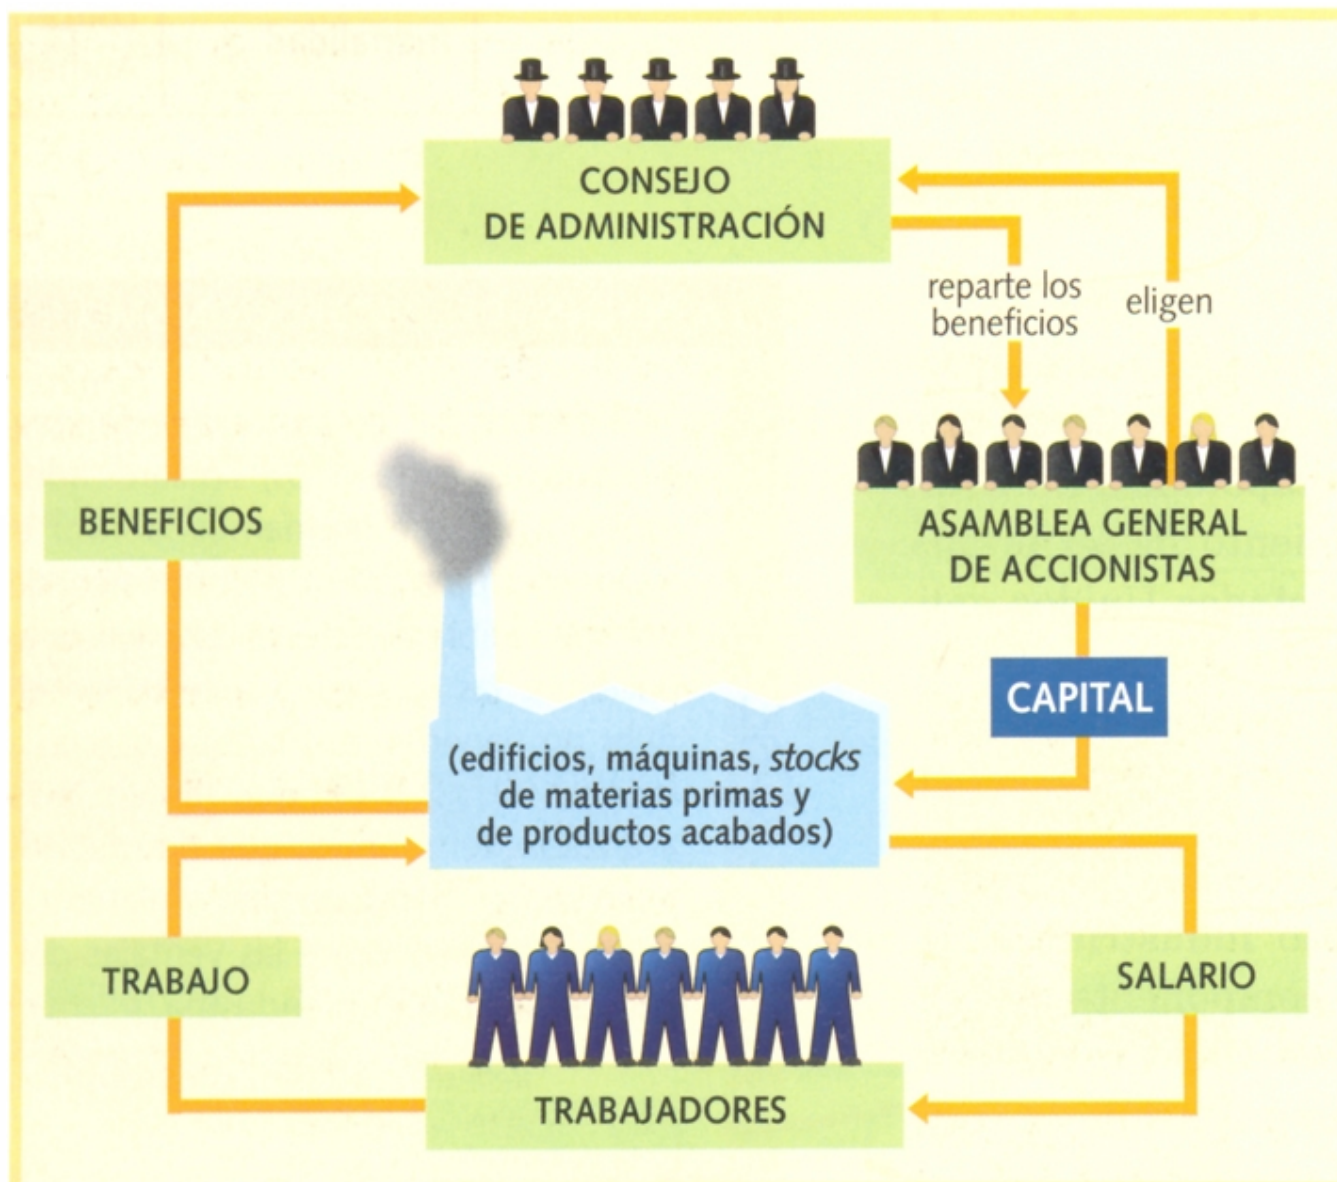 CONSEJO
DE ADMINISTRACIÓN
reparte los
beneficios
eligen
BENEFICIOS
ASAMBLEA GENERAL
DE ACCIONISTAS
CAPITAL
(edificios, máquinas, stocks
de materias primas y
de productos acabados)
TRABAJO
SALARIO
TRABAJADORES